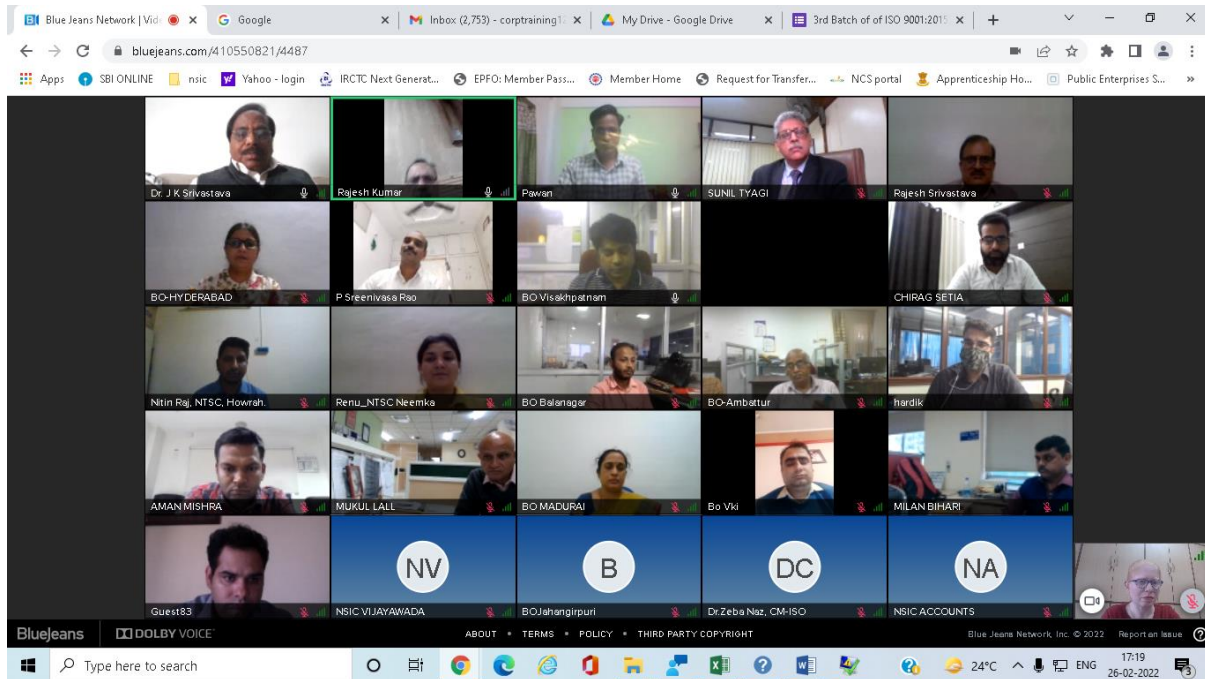 Blue Jeans Network | Vid
Google
Inbox (2,753) - corptraining1
My Drive - Google Drive
3rd Batch of of ISO 9001:2015
bluejeans.com/410550821/4487
Apps
SBI ONLINE
nsic
Yahoo - login
IRCTC Next Generat...
EPFO: Member Pass...
Member Home
Request for Transfer...
NCS portal
Apprenticeship Ho...
Public Enterprises S...
»
Dr. J K Srivastava
Rajesh Kumar
Pawan
SUNIL TYAGI
Rajesh Srivastava
BO-HYDERABAD
P Sreenivasa Rao
BO Visakhpatnam
CHIRAG SETIA
Nitin Raj, NTSC, Howrah.
Renu_NTSC Neemka
BO Balanagar
BO-Ambattur
hardik
AMAN MISHRA
MUKUL LALL
BO MADURAI
Bo Vki
MILAN BIHARI
NV
B
DC
NA
Guest83
NSIC VIJAYAWADA
BOJahangirpuri
Dr.Zeba Naz, CM-ISO
NSIC ACCOUNTS
BlueJeans
DOLBY VOICE
ABOUT • TERMS • POLICY • THIRD PARTY COPYRIGHT
Blue Jeans Network, Inc. © 2022
Report an Issue
Type here to search
24°C
ENG
17:19
26-02-2022
3